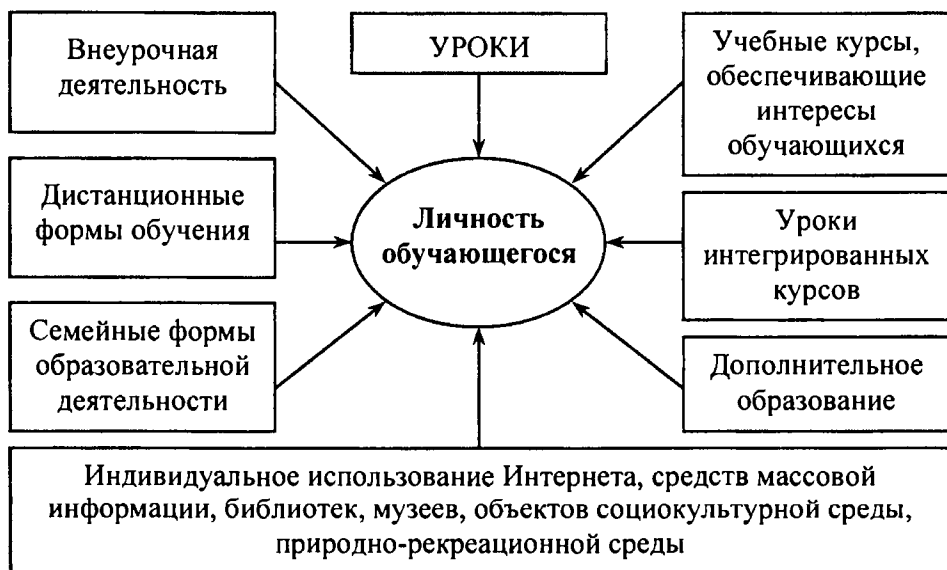 Внеурочная
деятельность
УРОКИ
Учебные курсы,
обеспечивающие
интересы
обучающихся
Дистанционные
формы обучения
Личность
обучающегося
Уроки
интегрированных
курсов
Семейные формы
образовательной
деятельности
Дополнительное
образование
Индивидуальное использование Интернета, средств массовой
информации, библиотек, музеев, объектов социокультурной среды,
природно-рекреационной среды